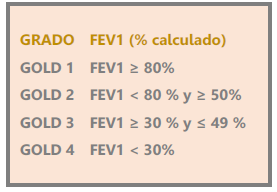 GRADO FEV1 (% calculado)
GOLD 1 FEV1 ≥ 80%
GOLD 2 FEV1 < 80 % y ≥ 50%
GOLD 3 FEV1 ≥ 30 % y ≤ 49 %
GOLD 4 FEV1 < 30%